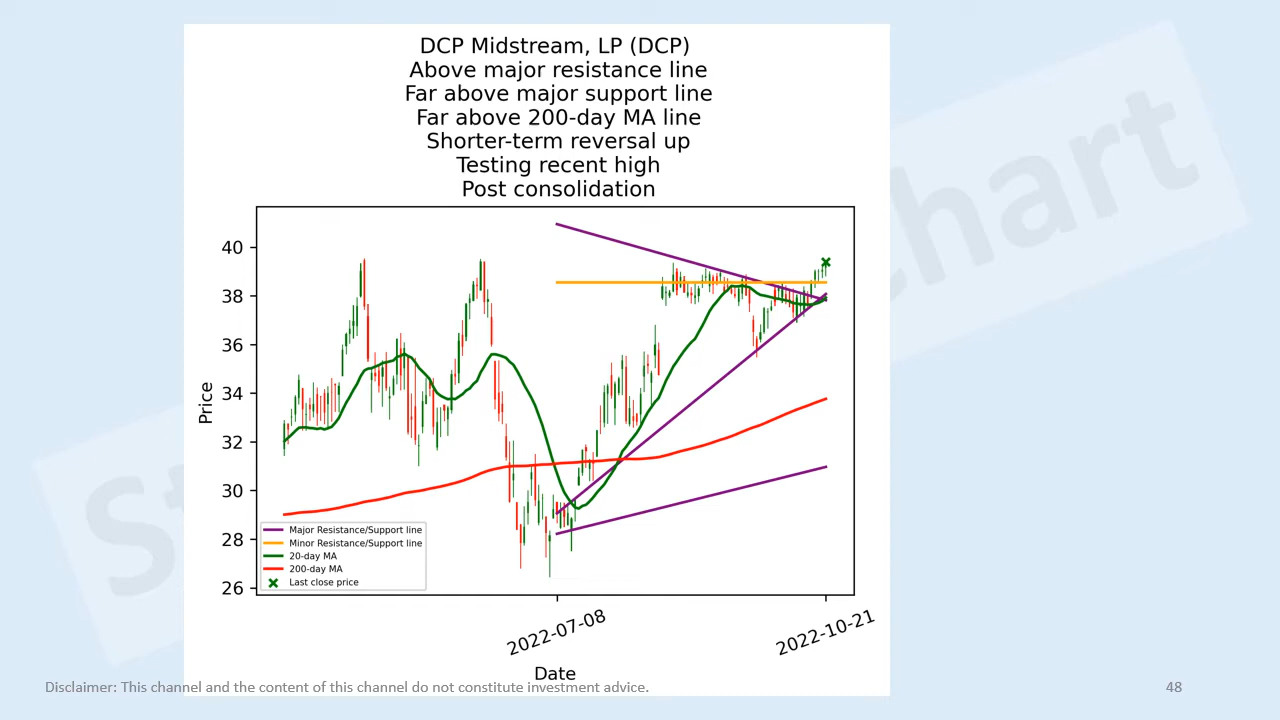 DCP Midstream, LP (DCP)
Above major resistance line
Far above major support line
Far above 200-day MA line
Shorter-term reversal up
Testing recent high
Post consolidation
40
38
36
34
32
30
28
26
Price
Major Resistance/Support line
Minor Resistance/Support line
20-day MA
200-day MA
Last close price
2022-07-08
2022-10-21
Date
Disclaimer: This channel and the content of this channel do not constitute investment advice.
48
St
chart